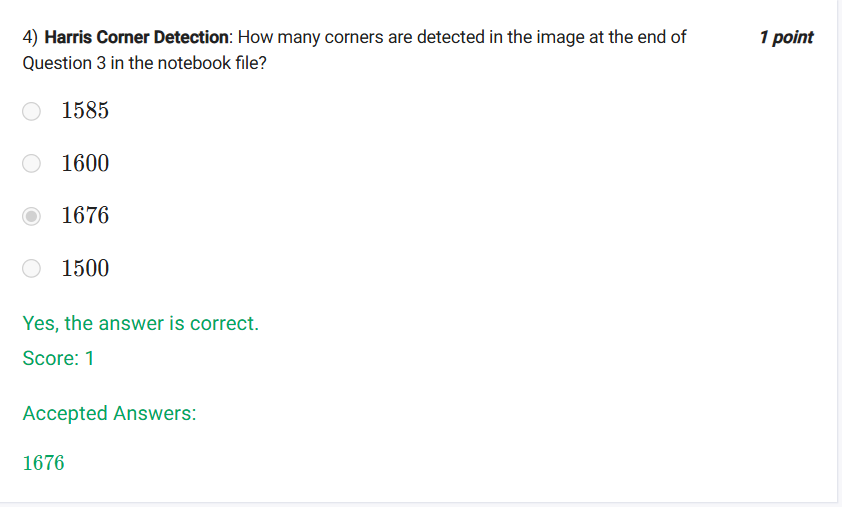 4) Harris Corner Detection: How many corners are detected in the image at the end of 1 point
Question 3 in the notebook file?
1585
1600
1676
1500
Yes, the answer is correct.
Score: 1
Accepted Answers:
1676